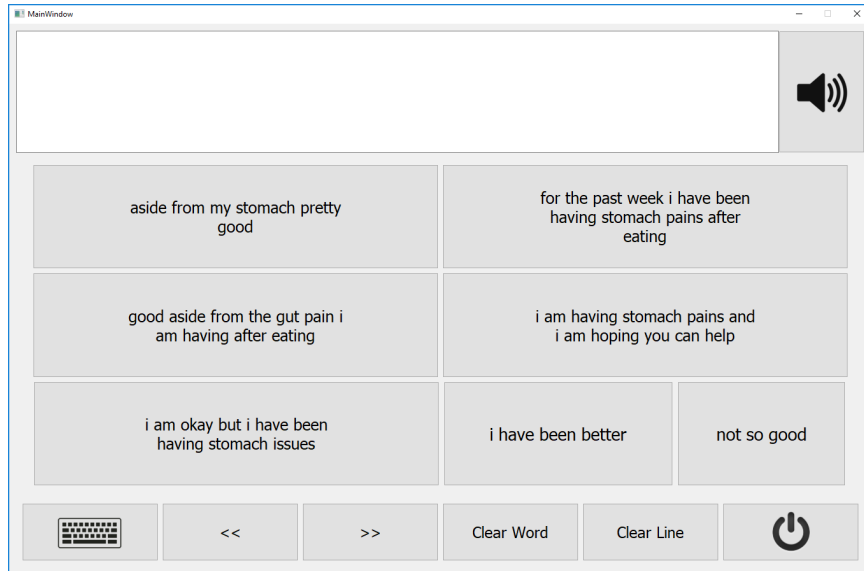 MainWindow
aside from my stomach pretty
good
for the past week i have been
having stomach pains after
eating
good aside from the gut pain i
am having after eating
i am having stomach pains and
i am hoping you can help
i am okay but i have been
having stomach issues
i have been better
not so good
<<
>>
Clear Word
Clear Line